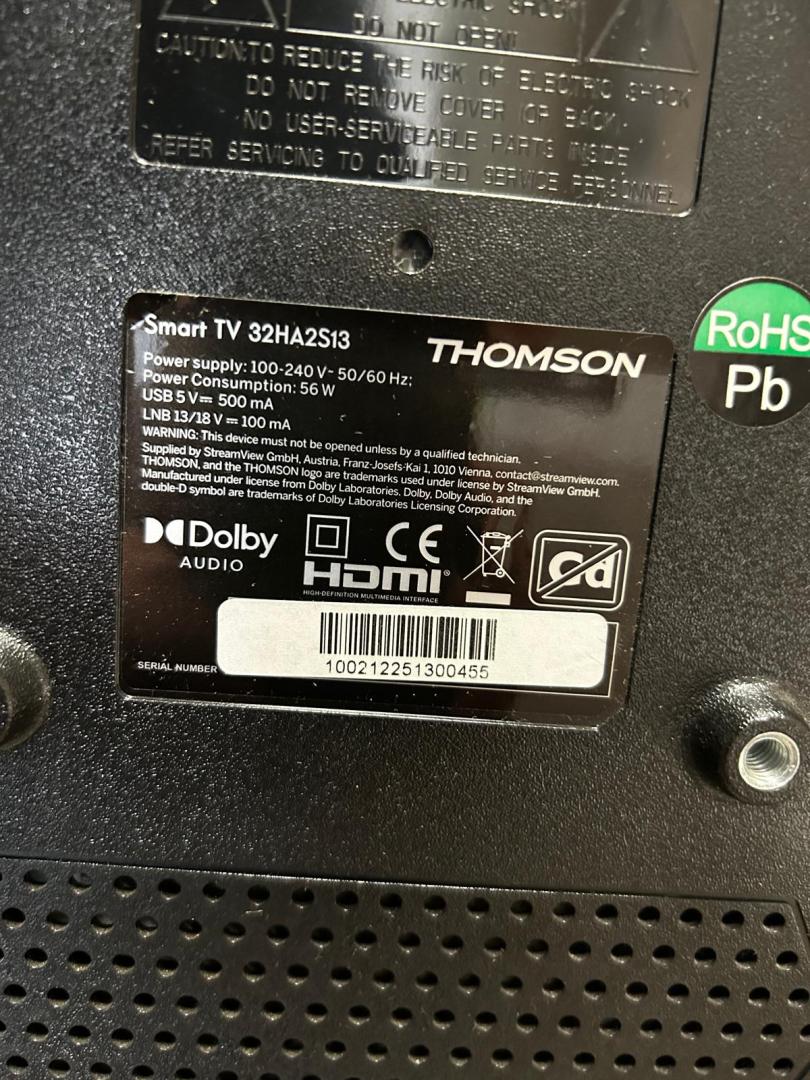 ELECTRIC SHOCK
DO NOT OPEN!
CAUTION:TO REDUCE THE RISK OF ELECTRIC SHOCK
DO NOT REMOVE COVER (OR BACK).
NO USER-SERVICEABLE PARTS INSIDE
REFER SERVICING TO QUALIFIED SERVICE PERSONNEL
RoHS
Pb
Smart TV 32HA2S13
THOMSON
Power supply: 100-240 V~ 50/60 Hz;
Power Consumption: 56 W
USB 5 V⎓ 500 mA
LNB 13/18 V⎓ 100 mA
WARNING: This device must not be opened unless by a qualified technician.
Supplied by StreamView GmbH, Austria, Franz-Josefs-Kai 1, 1010 Vienna, contact@streamview.com.
THOMSON, and the THOMSON logo are trademarks used under license by StreamView GmbH.
Manufactured under license from Dolby Laboratories. Dolby, Dolby Audio, and the
double-D symbol are trademarks of Dolby Laboratories Licensing Corporation.
Dolby
AUDIO
CE
HDMI®
HIGH-DEFINITION MULTIMEDIA INTERFACE
Cd
SERIAL NUMBER
100212251300455